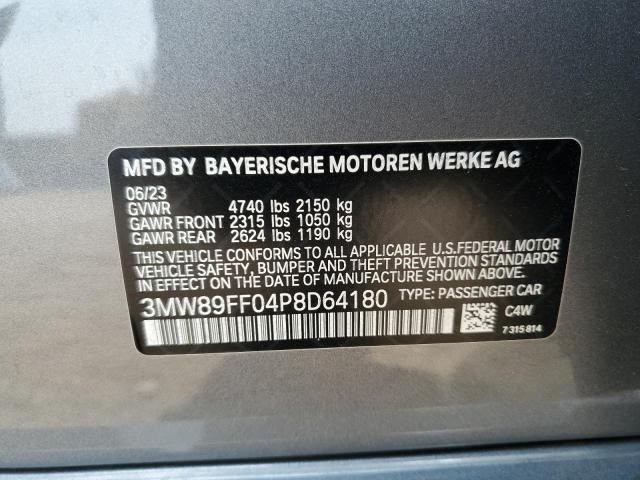 MFD BY BAYERISCHE MOTOREN WERKE AG
06/23
GVWR 4740 lbs 2150 kg
GAWR FRONT 2315 lbs 1050 kg
GAWR REAR 2624 lbs 1190 kg
THIS VEHICLE CONFORMS TO ALL APPLICABLE U.S.FEDERAL MOTOR
VEHICLE SAFETY, BUMPER, AND THEFT PREVENTION STANDARDS
IN EFFECT ON THE DATE OF MANUFACTURE SHOWN ABOVE.
3MW89FF04P8D64180 TYPE: PASSENGER CAR
C4W
7315814